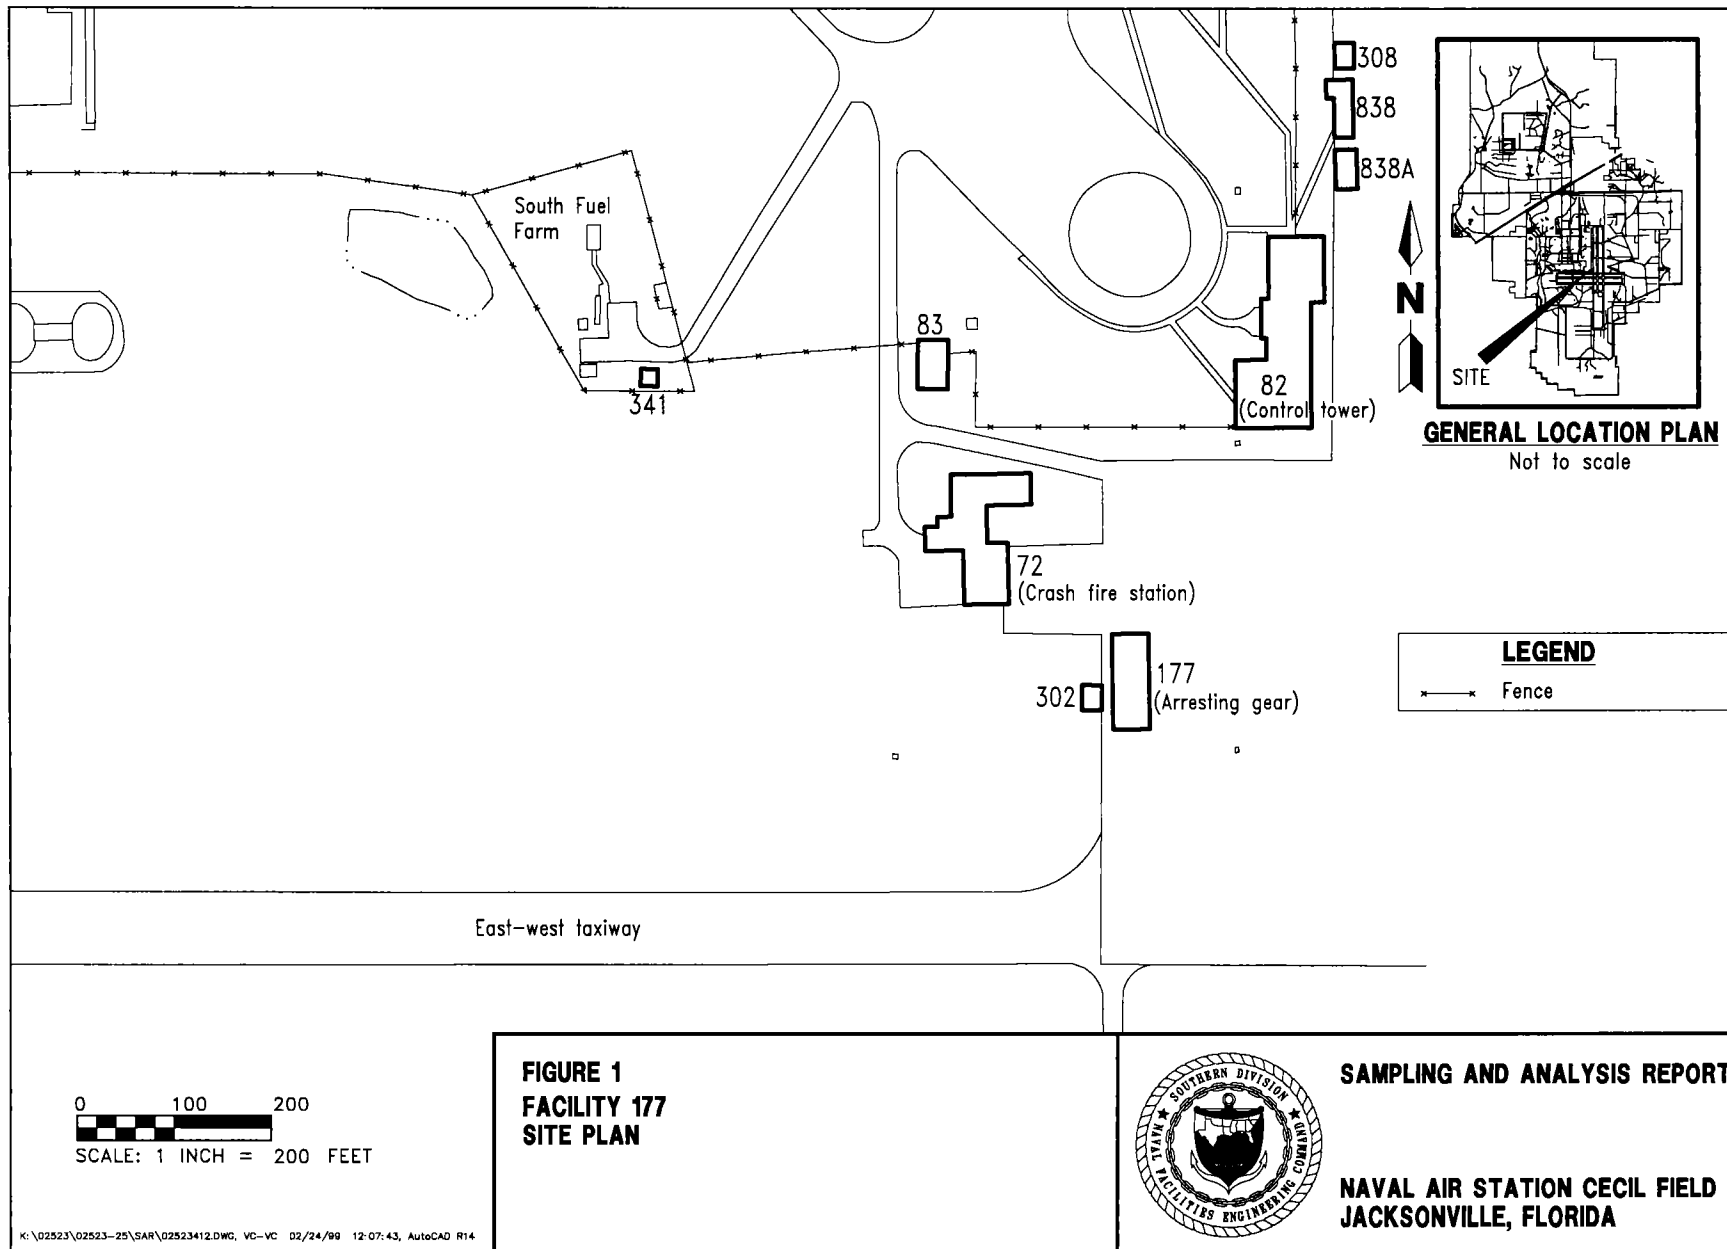 308
838
838A
South Fuel
Farm
83
341
82
(Control tower)
N
SITE
GENERAL LOCATION PLAN
Not to scale
72
(Crash fire station)
LEGEND
Fence
177
302
(Arresting gear)
East-west taxiway
0 100 200
SCALE: 1 INCH = 200 FEET
FIGURE 1
FACILITY 177
SITE PLAN
SOUTHERN DIVISION
NAVAL FACILITIES ENGINEERING COMMAND
SAMPLING AND ANALYSIS REPORT
NAVAL AIR STATION CECIL FIELD
JACKSONVILLE, FLORIDA
K:\02523\02523-25\SAR\02523412.DWG, VC-VC 02/24/99 12:07:43, AutoCAD R14